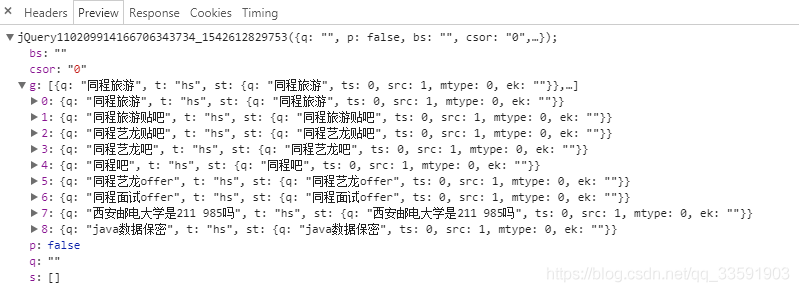 × Headers Preview Response Cookies Timing
▼jQuery110209914166706343734_1542612829753({q: "", p: false, bs: "", csor: "0",…});
bs: ""
csor: "0"
▼g: [{q: "同程旅游", t: "hs", st: {q: "同程旅游", ts: 0, src: 1, mtype: 0, ek: ""}},…]
▶0: {q: "同程旅游", t: "hs", st: {q: "同程旅游", ts: 0, src: 1, mtype: 0, ek: ""}}
▶1: {q: "同程旅游贴吧", t: "hs", st: {q: "同程旅游贴吧", ts: 0, src: 1, mtype: 0, ek: ""}}
▶2: {q: "同程艺龙贴吧", t: "hs", st: {q: "同程艺龙贴吧", ts: 0, src: 1, mtype: 0, ek: ""}}
▶3: {q: "同程艺龙吧", t: "hs", st: {q: "同程艺龙吧", ts: 0, src: 1, mtype: 0, ek: ""}}
▶4: {q: "同程吧", t: "hs", st: {q: "同程吧", ts: 0, src: 1, mtype: 0, ek: ""}}
▶5: {q: "同程艺龙offer", t: "hs", st: {q: "同程艺龙offer", ts: 0, src: 1, mtype: 0, ek: ""}}
▶6: {q: "同程面试offer", t: "hs", st: {q: "同程面试offer", ts: 0, src: 1, mtype: 0, ek: ""}}
▶7: {q: "西安邮电大学是211 985吗", t: "hs", st: {q: "西安邮电大学是211 985吗", ts: 0, src: 1, mtype: 0, ek: ""}}
▶8: {q: "java数据保密", t: "hs", st: {q: "java数据保密", ts: 0, src: 1, mtype: 0, ek: ""}}
p: false
q: ""
s: []
https://blog.csdn.net/qq_33591903